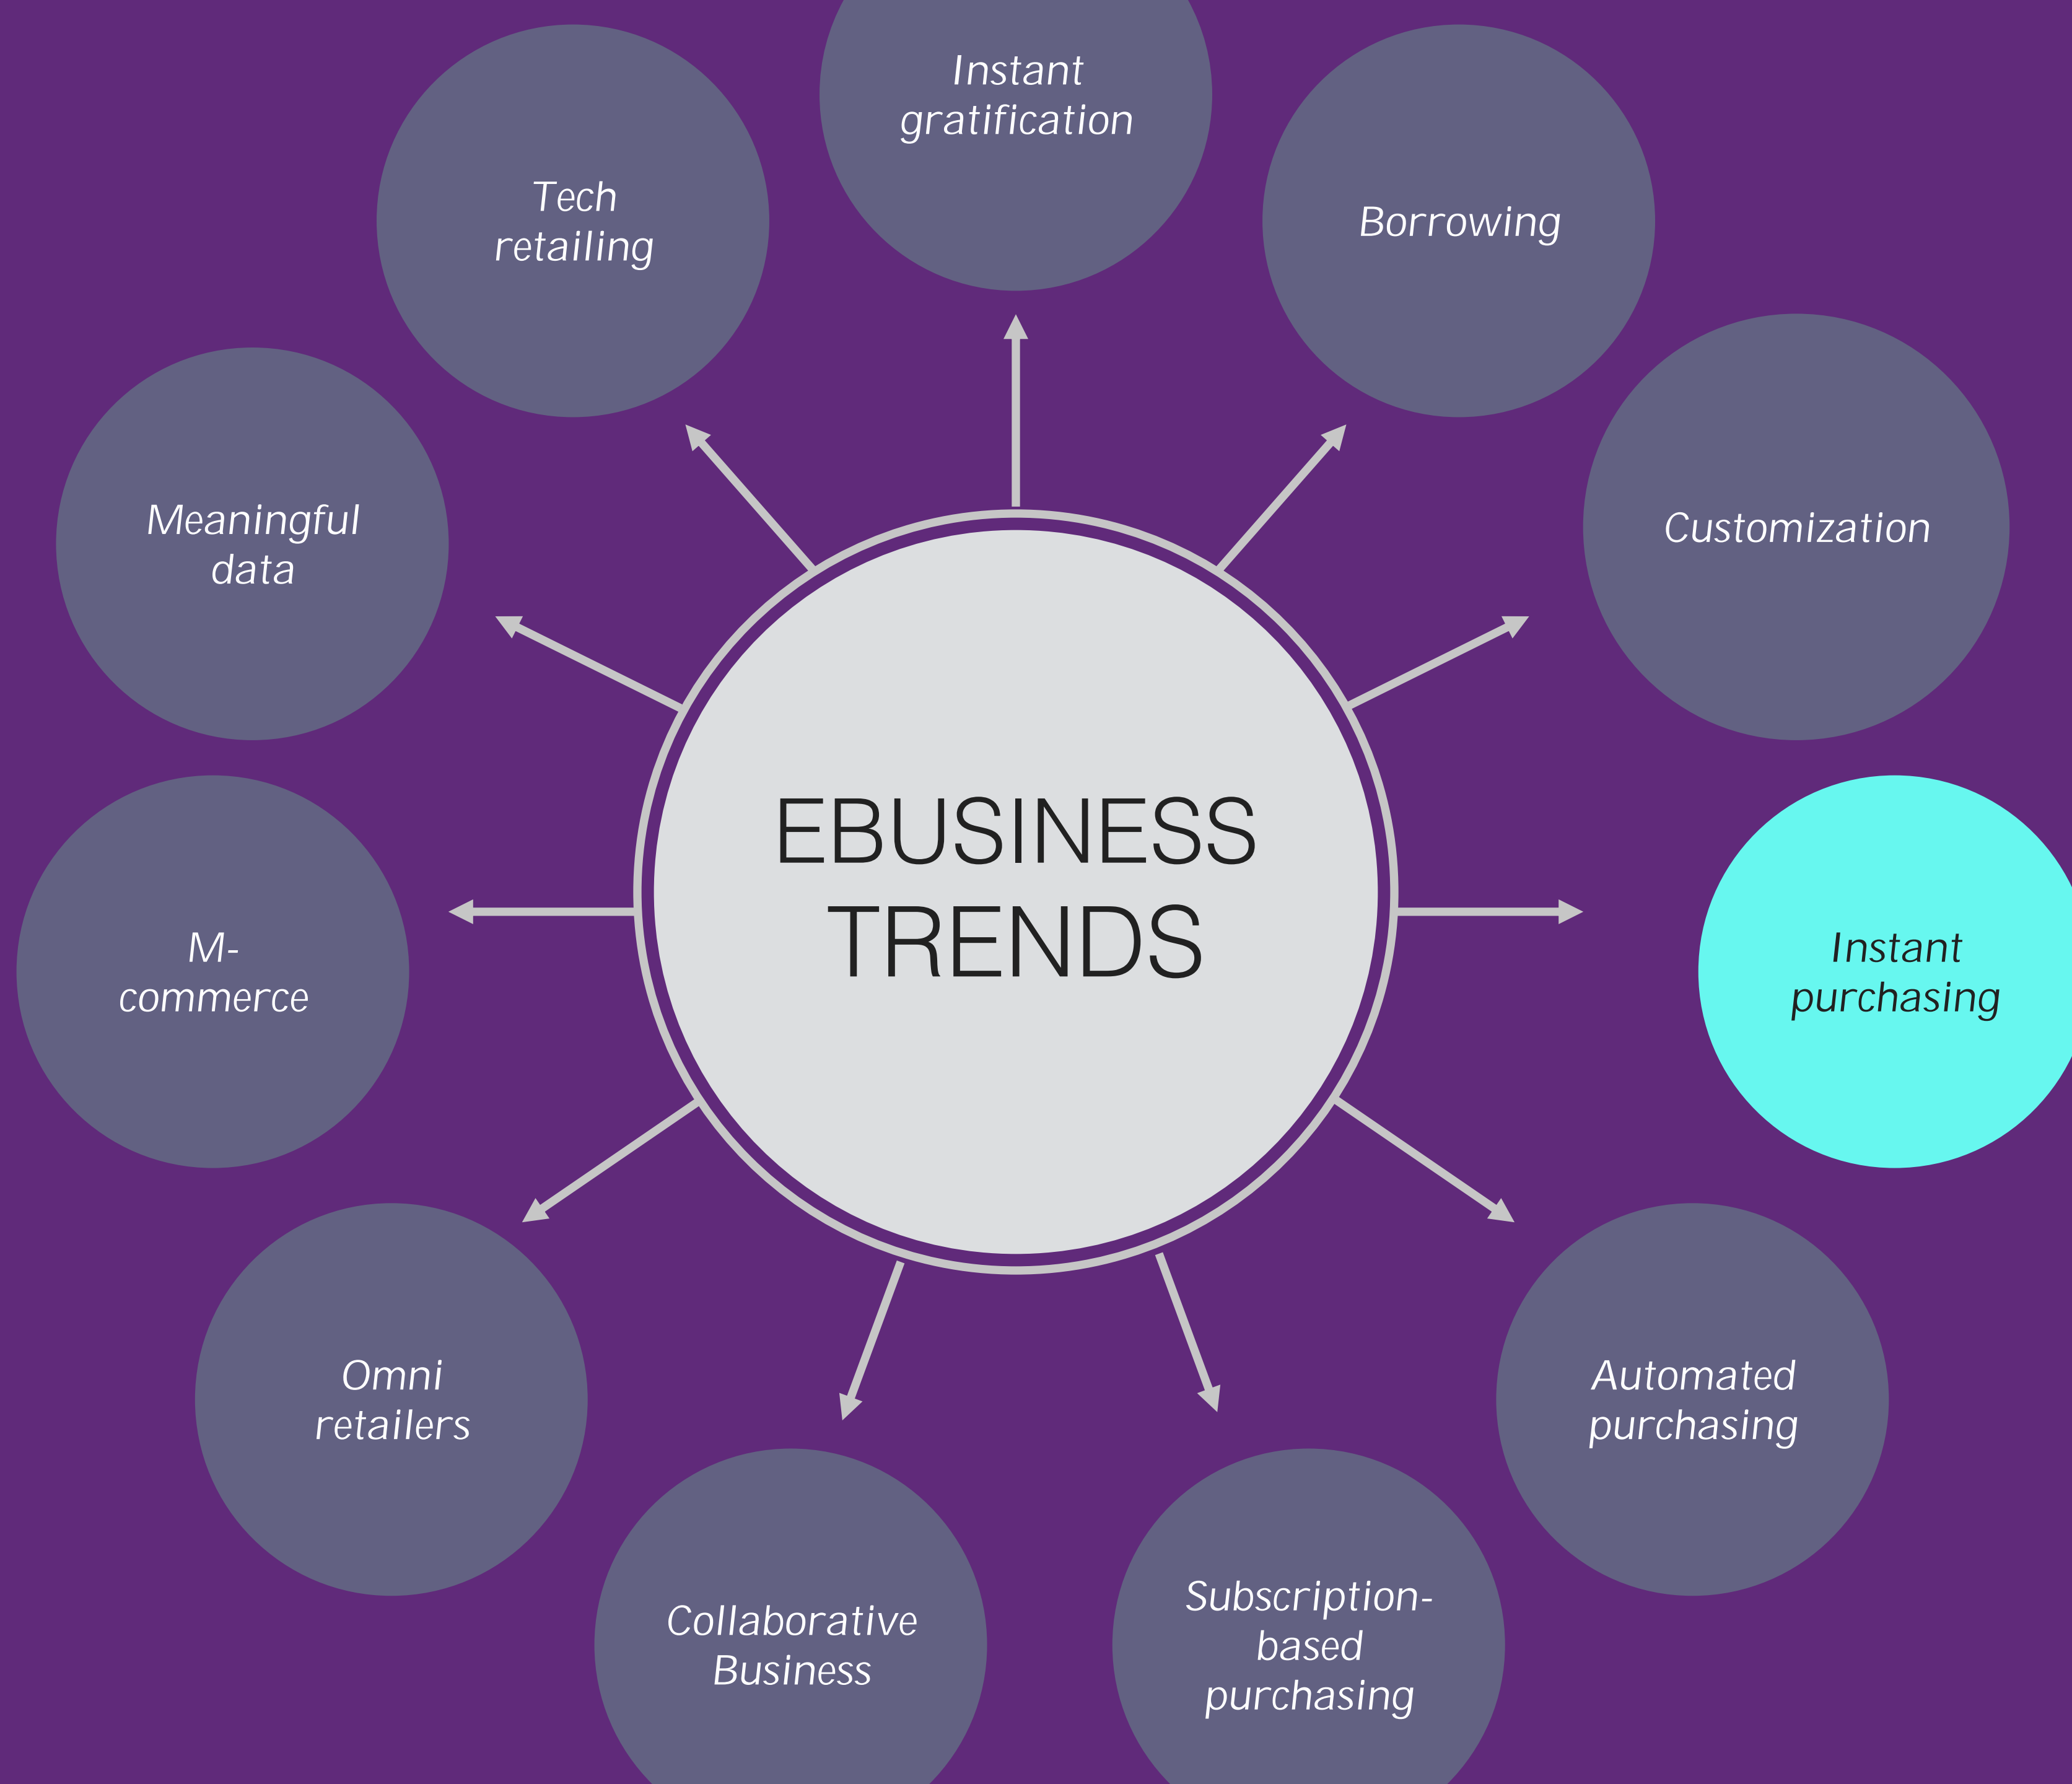 Instant
gratification
Tech
retailing
Borrowing
Meaningful
data
Customization
EBUSINESS
TRENDS
M-
commerce
Instant
purchasing
Omni
retailers
Automated
purchasing
Collaborative
Business
Subscription-
based
purchasing